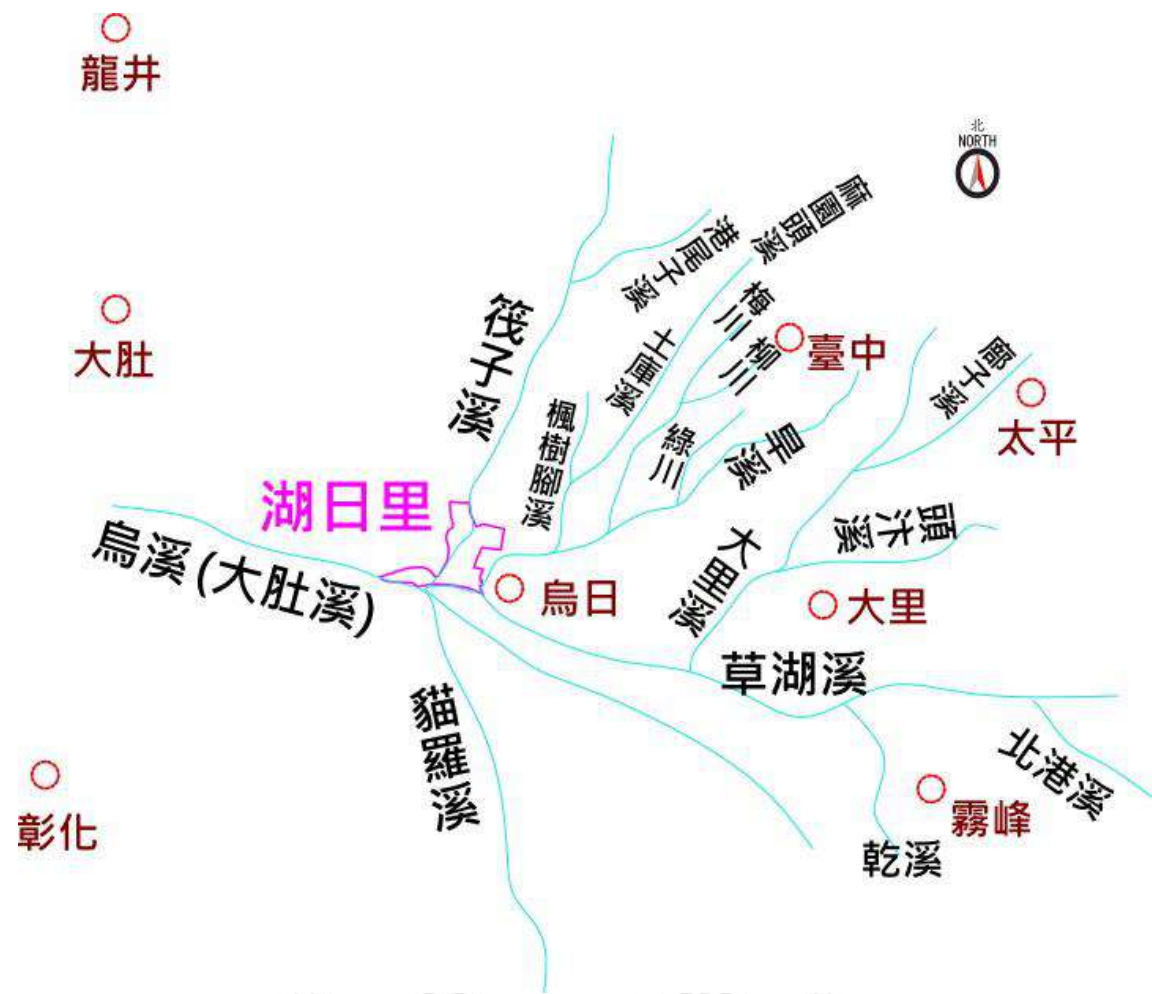 龍井
北
NORTH
麻園頭溪
港尾子溪
梅川
筏子溪
大肚
土庫溪
柳川
臺中
廍子溪
太平
楓樹腳溪
綠川
旱溪
湖日里
頭汴溪
烏溪(大肚溪)
大里溪
烏日
大里
草湖溪
貓羅溪
北港溪
彰化
霧峰
乾溪